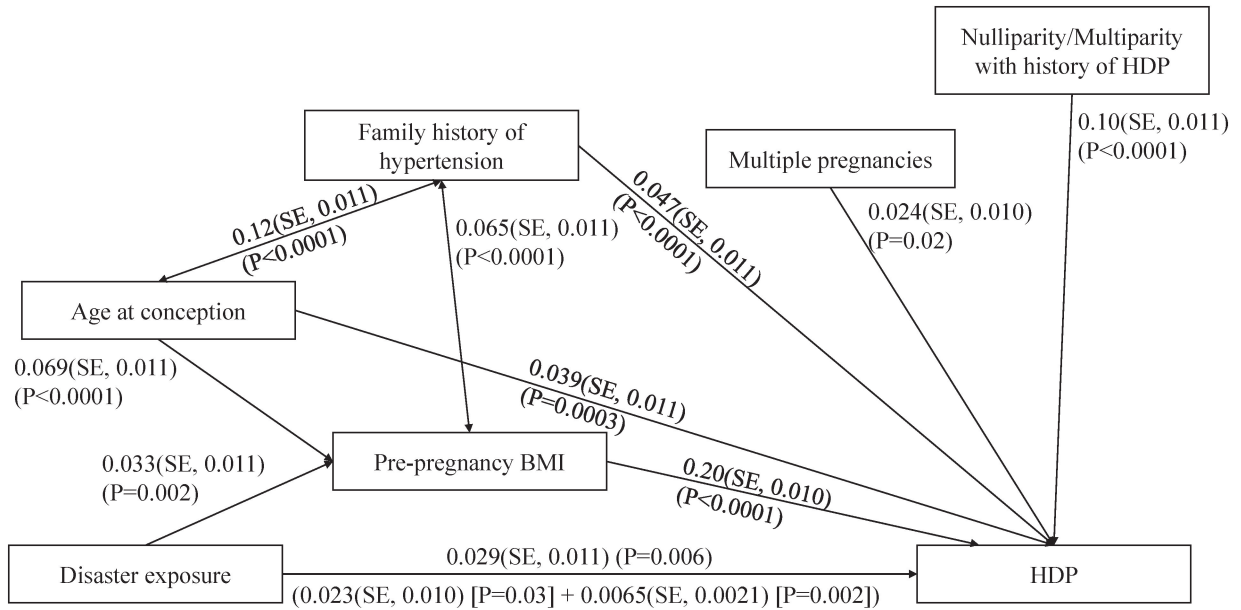 Nulliparity/Multiparity
with history of HDP
0.10(SE, 0.011)
(P<0.0001)
Family history of
hypertension
Multiple pregnancies
0.12(SE, 0.011)
(P<0.0001)
0.065(SE, 0.011)
(P<0.0001)
0.047(SE, 0.011)
(P<0.0001)
0.024(SE, 0.010)
(P=0.02)
Age at conception
0.069(SE, 0.011)
(P<0.0001)
0.039(SE, 0.011)
(P=0.0003)
0.033(SE, 0.011)
(P=0.002)
Pre-pregnancy BMI
0.20(SE, 0.010)
(P<0.0001)
Disaster exposure
0.029(SE, 0.011) (P=0.006)
(0.023(SE, 0.010) [P=0.03] + 0.0065(SE, 0.0021) [P=0.002])
HDP